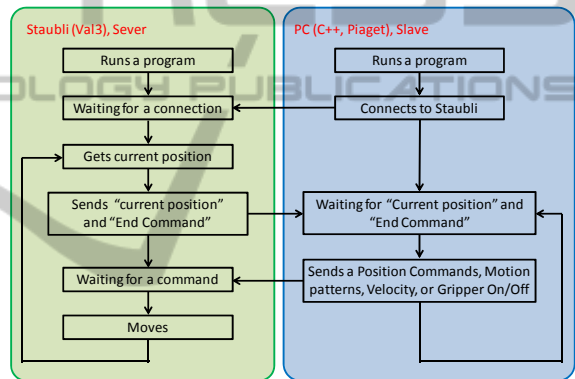 Staubli (Val3), Sever
Runs a program
Waiting for a connection
Gets current position
Sends "current position"
and "End Command"
Waiting for a command
Moves
PC (C++, Piaget), Slave
Runs a program
Connects to Staubli
Waiting for "Current position" and
"End Command"
Sends a Position Commands, Motion
patterns, Velocity, or Gripper On/Off
OLOGY PUBLICATIONS